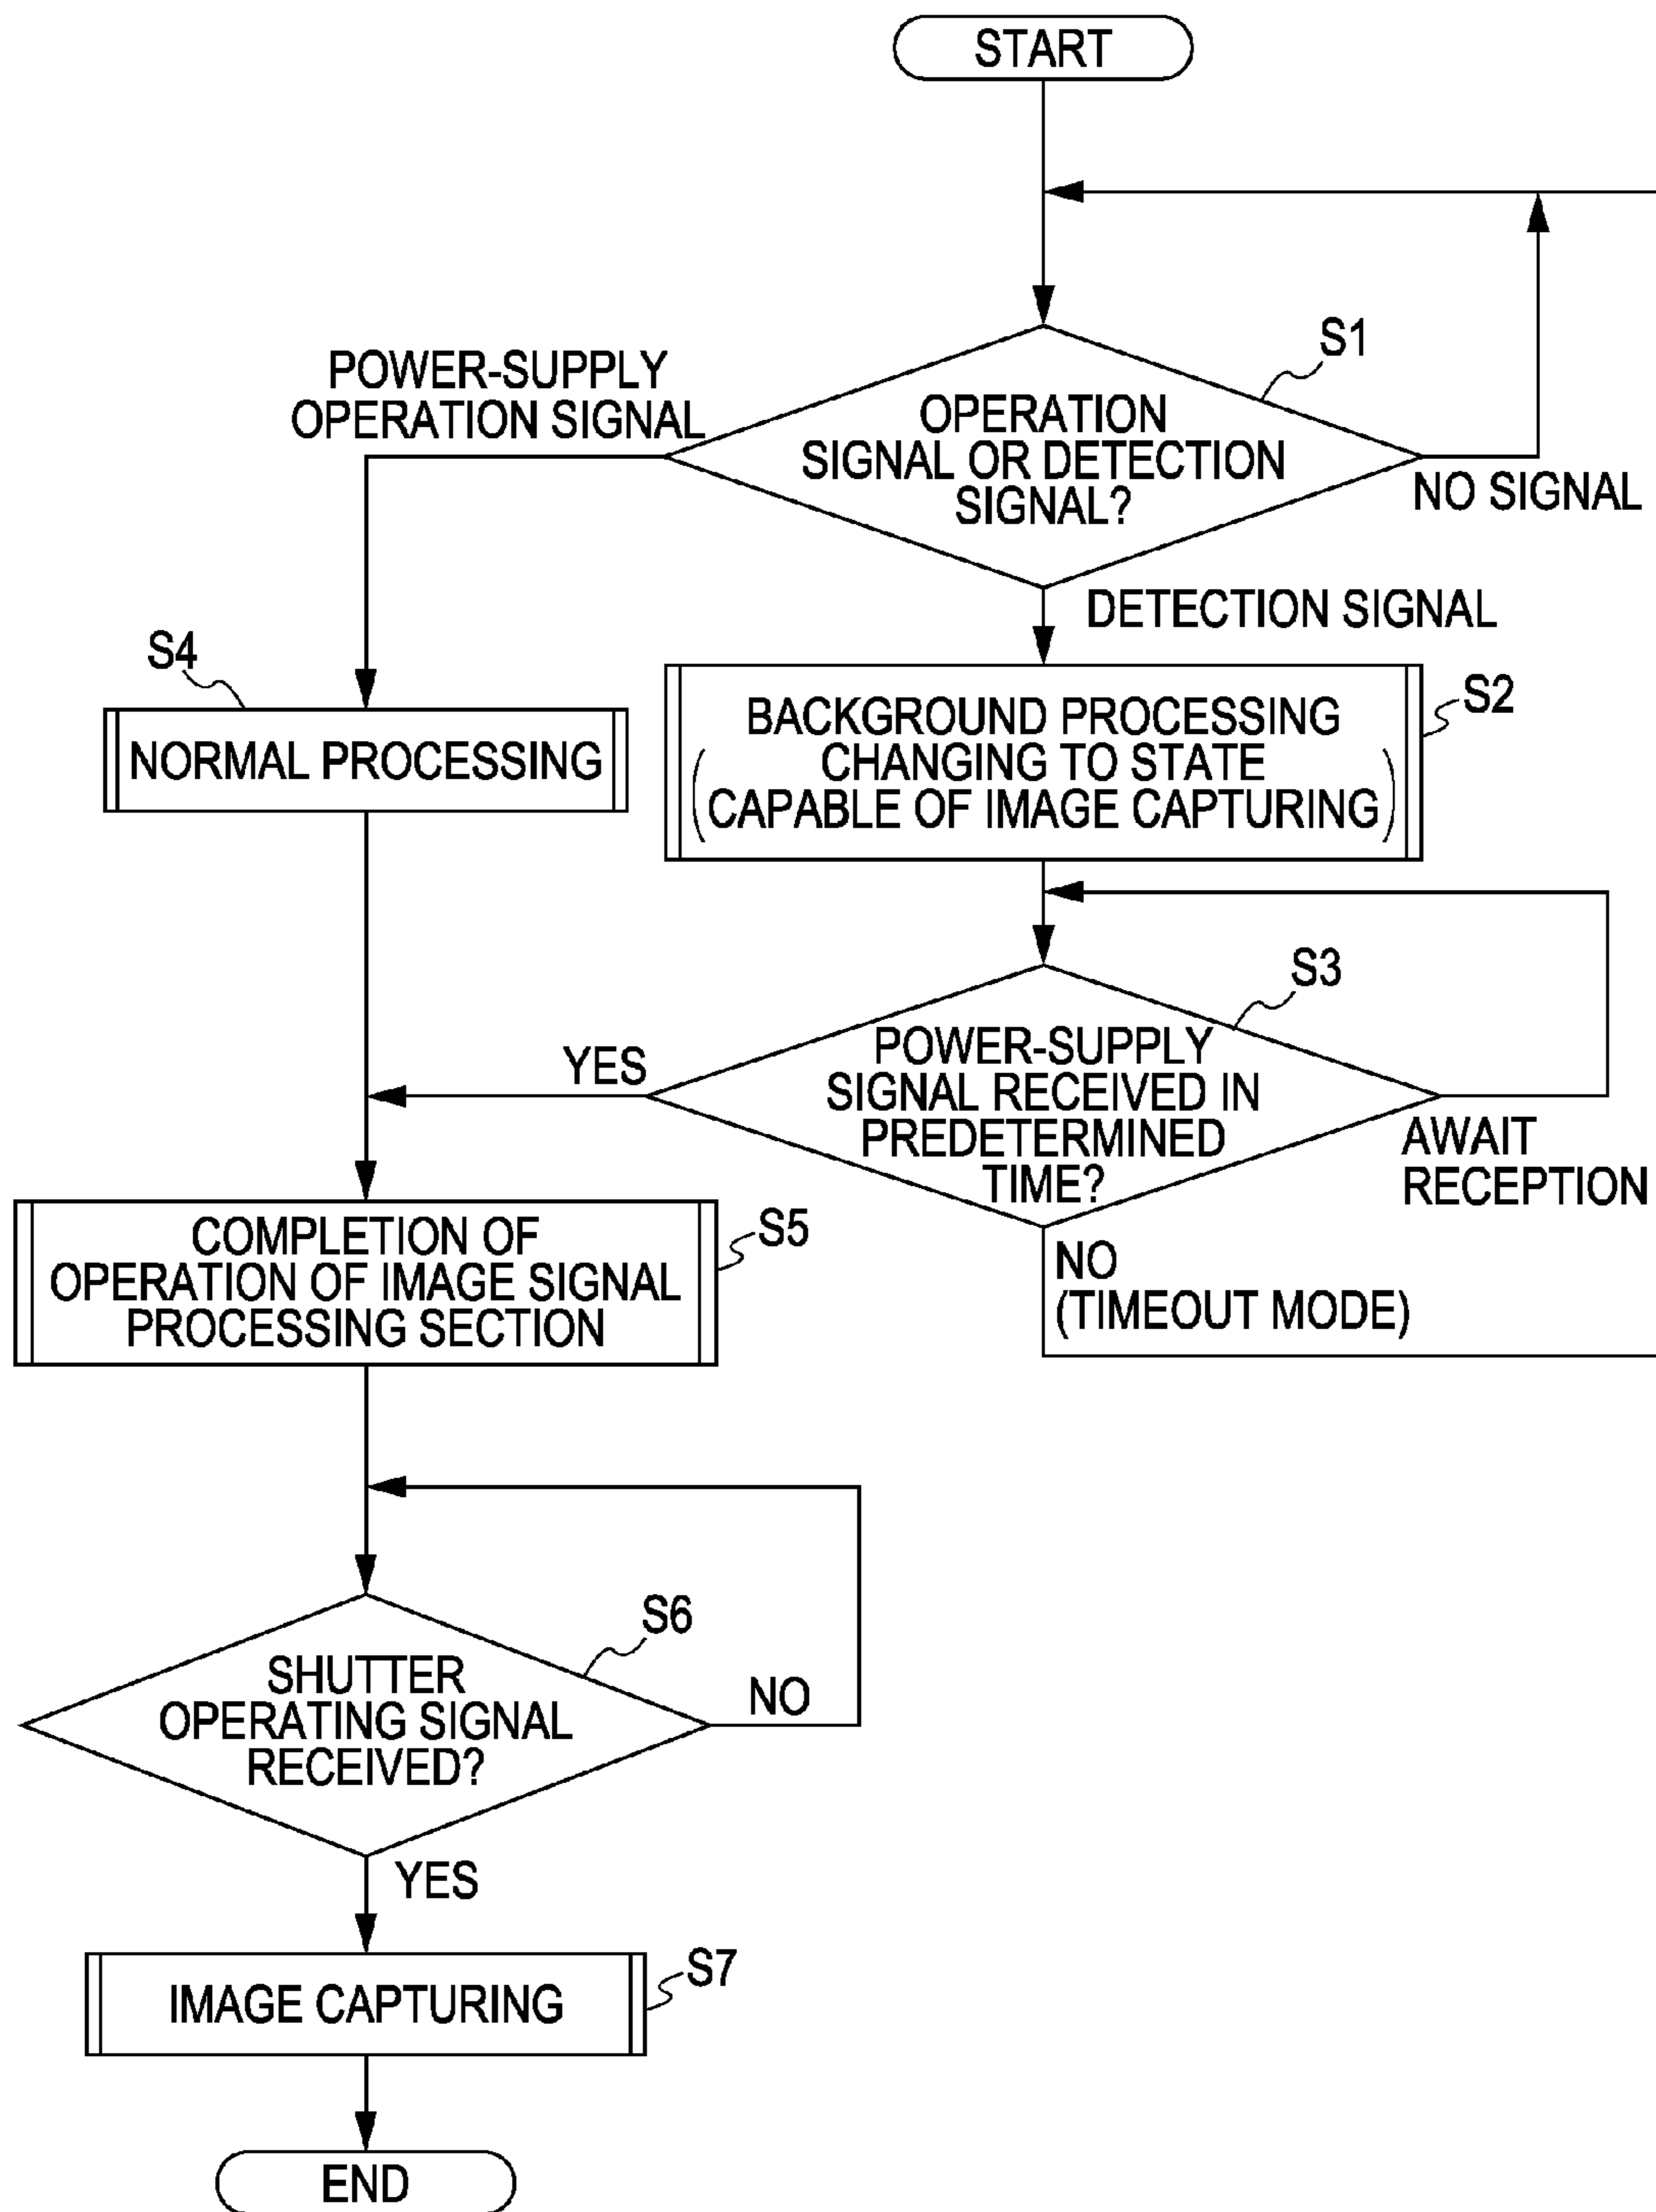 START
S1
POWER-SUPPLY
OPERATION SIGNAL
OPERATION
SIGNAL OR DETECTION
SIGNAL?
NO SIGNAL
DETECTION SIGNAL
S4
NORMAL PROCESSING
S2
BACKGROUND PROCESSING
CHANGING TO STATE
CAPABLE OF IMAGE CAPTURING
S3
YES
POWER-SUPPLY
SIGNAL RECEIVED IN
PREDETERMINED
TIME?
AWAIT
RECEPTION
NO
(TIMEOUT MODE)
S5
COMPLETION OF
OPERATION OF IMAGE SIGNAL
PROCESSING SECTION
S6
SHUTTER
OPERATING SIGNAL
RECEIVED?
NO
YES
S7
IMAGE CAPTURING
END